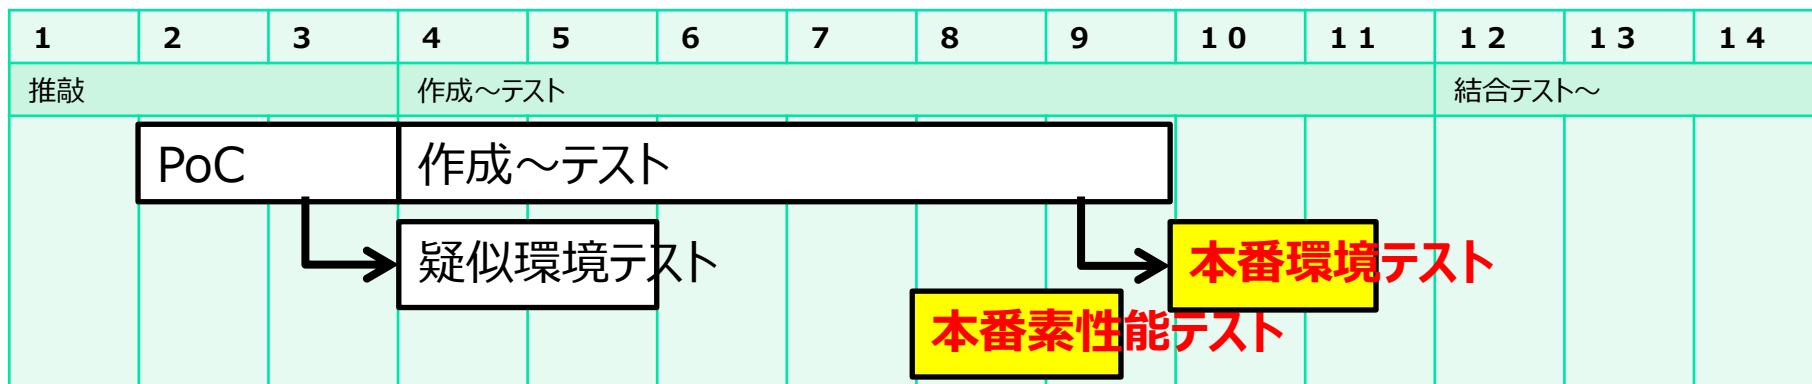 1 2 3 4 5 6 7 8 9 10 11 12 13 14
推敲 作成～テスト 結合テスト～
PoC 作成～テスト
疑似環境テスト 本番環境テスト
本番素性能テスト